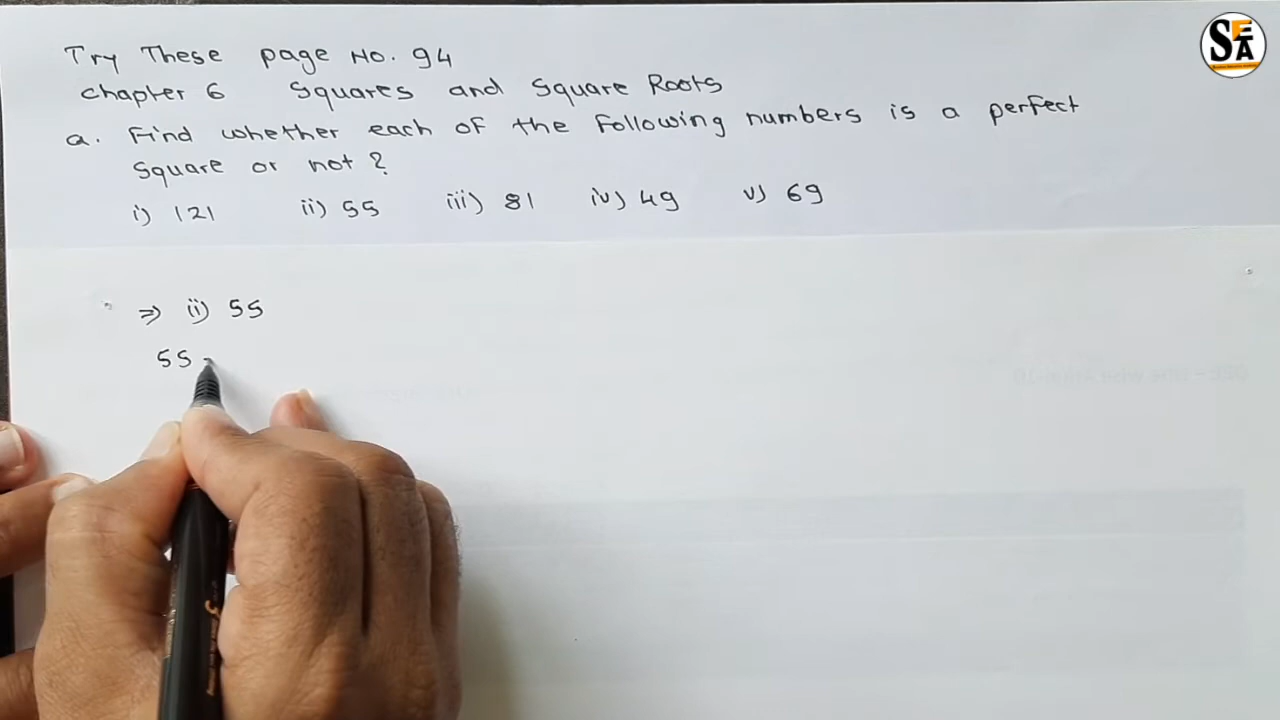 Try These page No. 94
Chapter 6 Squares and Square Roots
a. Find whether each of the following numbers is a perfect
square or not?
i) 121 ii) 55 iii) 81 iv) 49 v) 69
⇒ (ii) 55
55 -
SETA